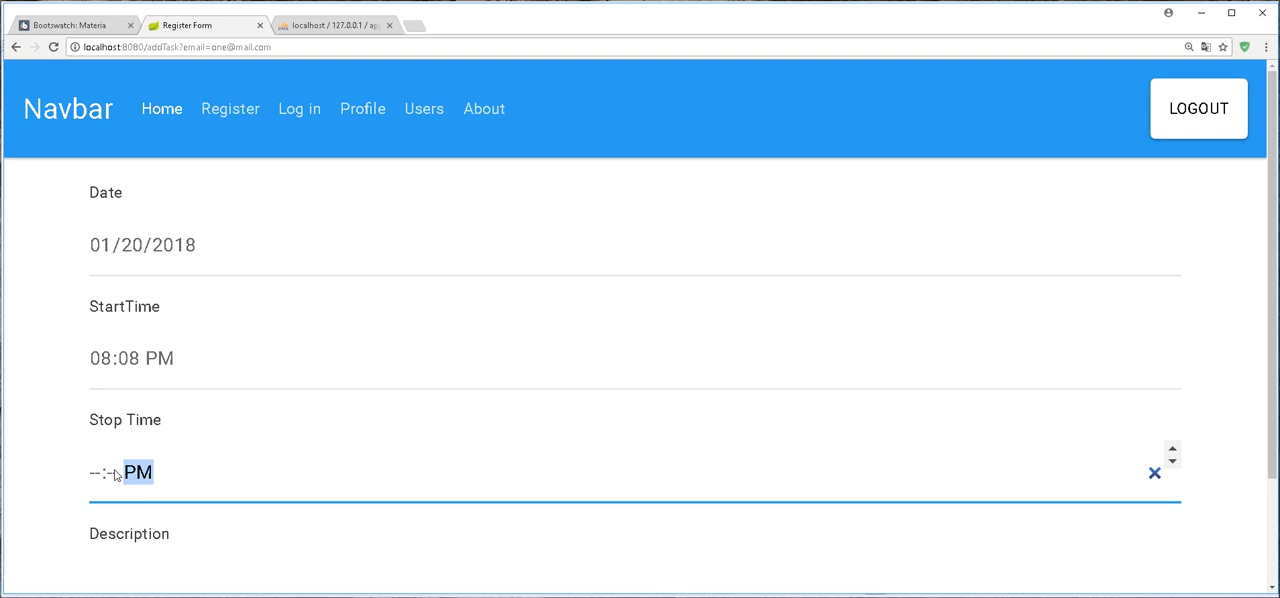 Bootswatch: Materia
Register Form
localhost / 127.0.0.1 / ap
localhost:8080/addTask?email=one@mail.com
Navbar Home Register Log in Profile Users About LOGOUT
Date
01/20/2018
StartTime
08:08 PM
Stop Time
--:-- PM
Description